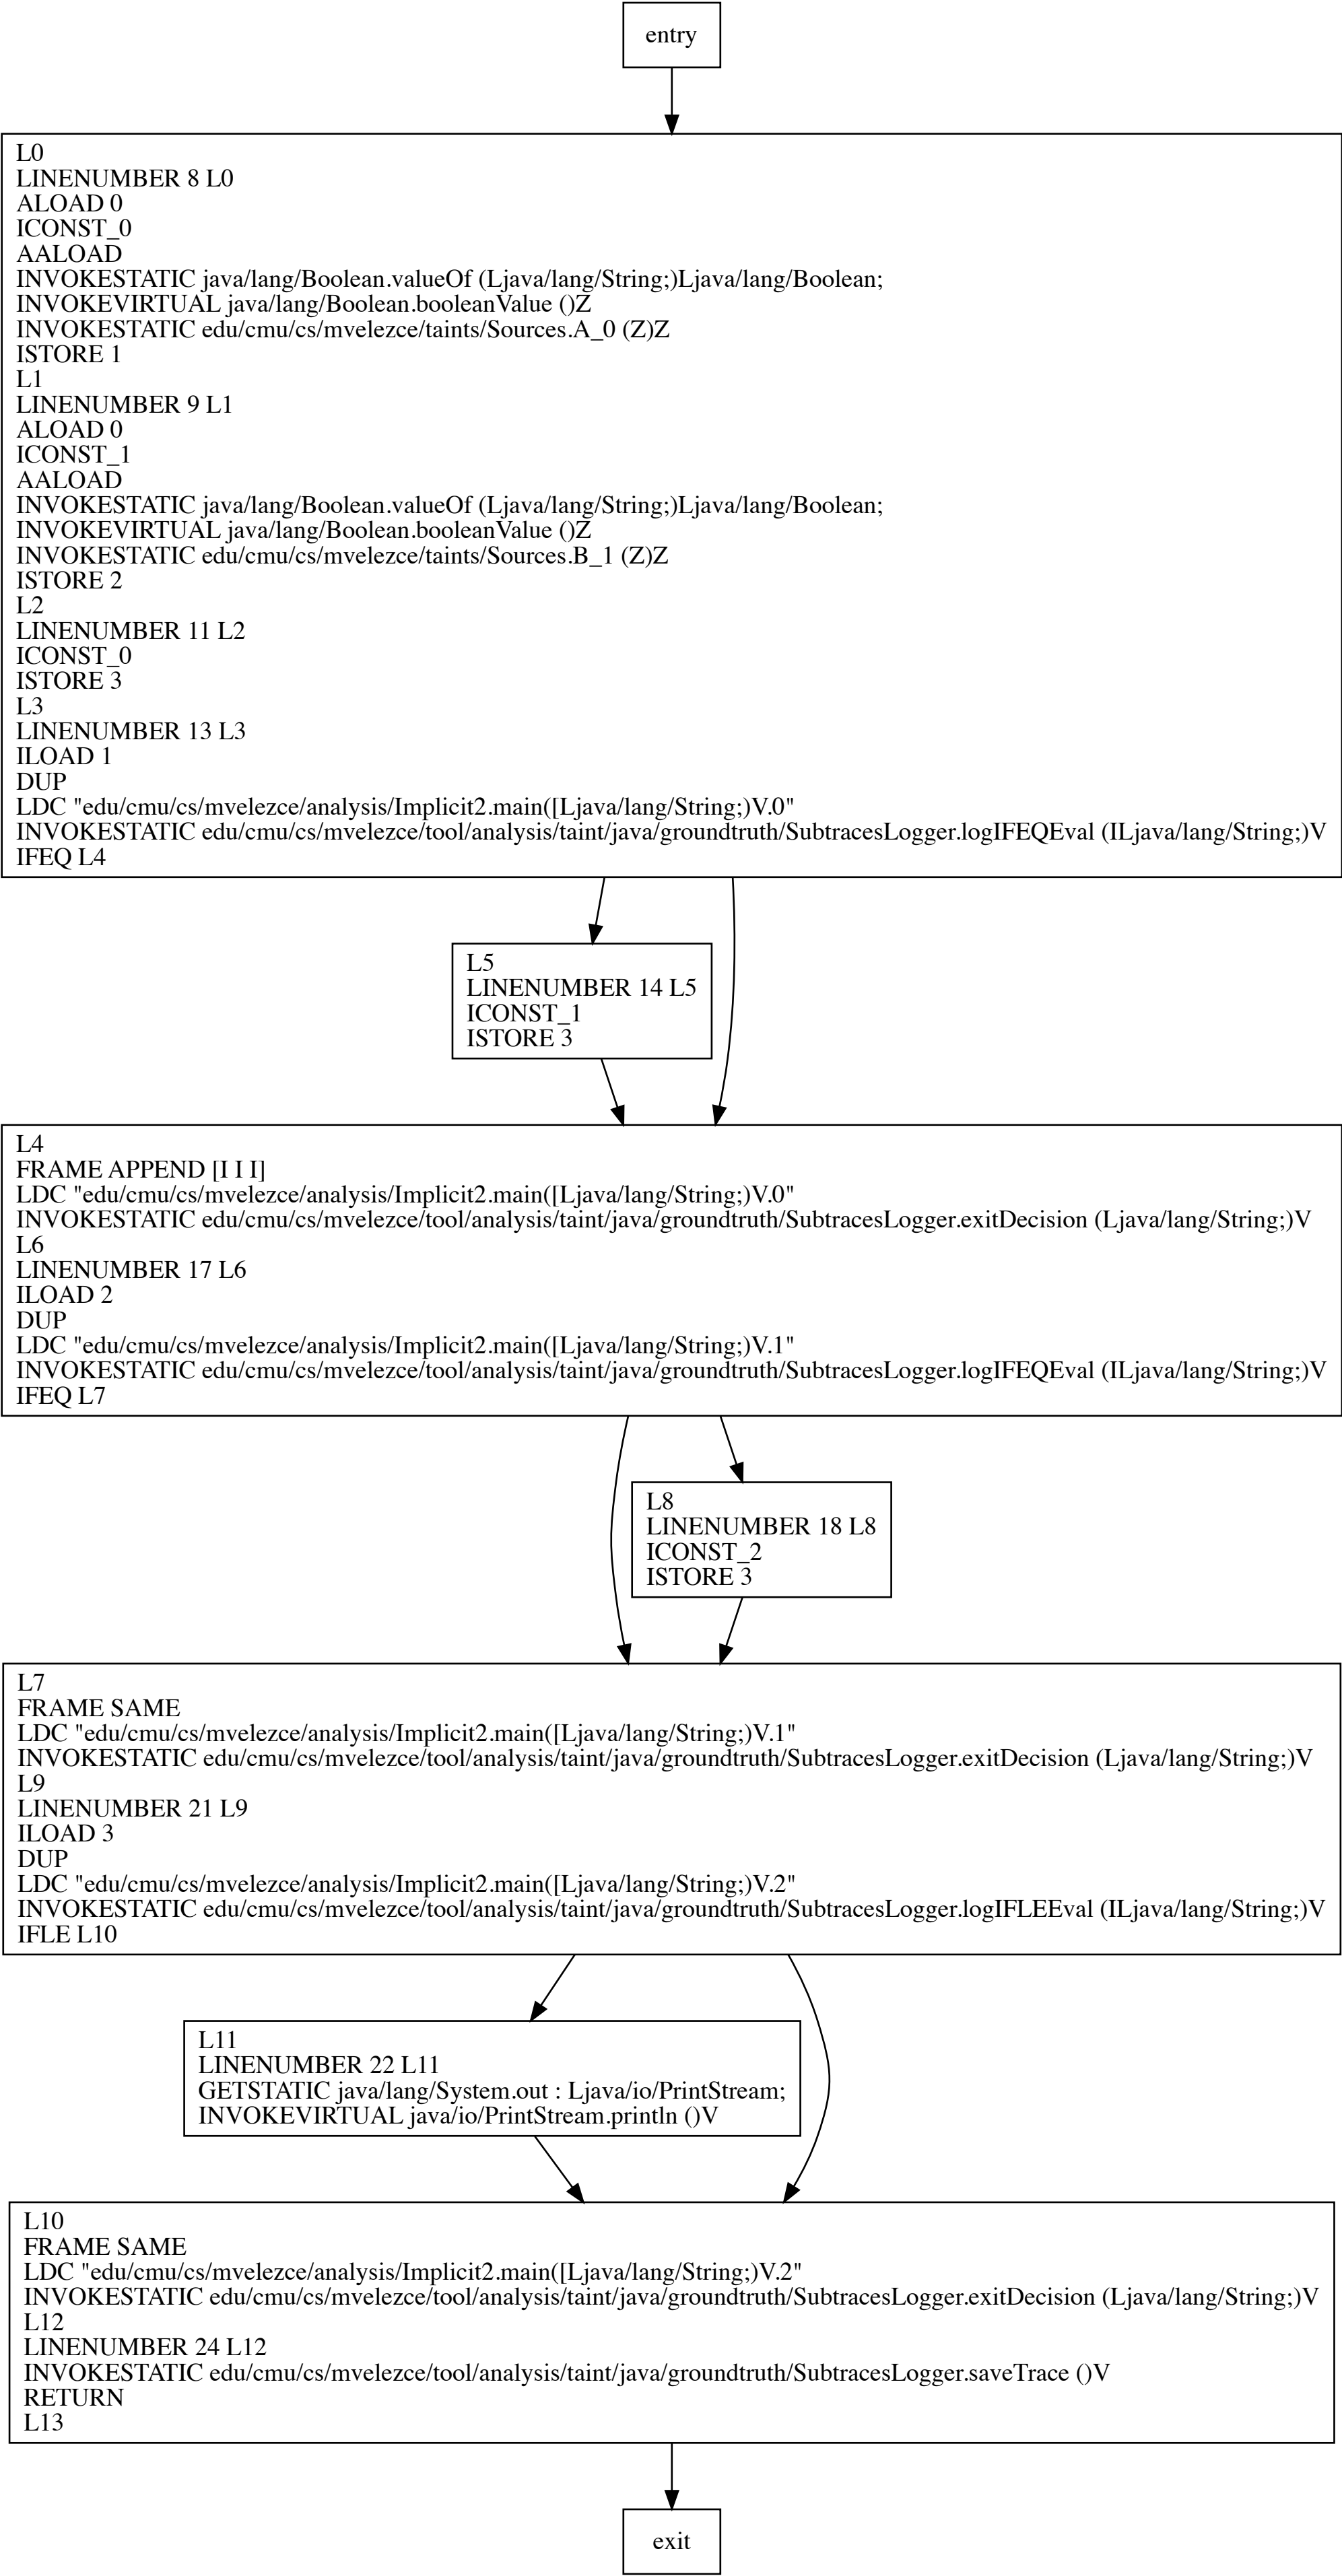 entry
L0
LINENUMBER 8 L0
ALOAD 0
ICONST_0
AALOAD
INVOKESTATIC java/lang/Boolean.valueOf (Ljava/lang/String;)Ljava/lang/Boolean;
INVOKEVIRTUAL java/lang/Boolean.booleanValue ()Z
INVOKESTATIC edu/cmu/cs/mvelezce/taints/Sources.A_0 (Z)Z
ISTORE 1
L1
LINENUMBER 9 L1
ALOAD 0
ICONST_1
AALOAD
INVOKESTATIC java/lang/Boolean.valueOf (Ljava/lang/String;)Ljava/lang/Boolean;
INVOKEVIRTUAL java/lang/Boolean.booleanValue ()Z
INVOKESTATIC edu/cmu/cs/mvelezce/taints/Sources.B_1 (Z)Z
ISTORE 2
L2
LINENUMBER 11 L2
ICONST_0
ISTORE 3
L3
LINENUMBER 13 L3
ILOAD 1
DUP
LDC "edu/cmu/cs/mvelezce/analysis/Implicit2.main([Ljava/lang/String;)V.0"
INVOKESTATIC edu/cmu/cs/mvelezce/tool/analysis/taint/java/groundtruth/SubtracesLogger.logIFEQEval (ILjava/lang/String;)V
IFEQ L4
L5
LINENUMBER 14 L5
ICONST_1
ISTORE 3
L4
FRAME APPEND [I I I]
LDC "edu/cmu/cs/mvelezce/analysis/Implicit2.main([Ljava/lang/String;)V.0"
INVOKESTATIC edu/cmu/cs/mvelezce/tool/analysis/taint/java/groundtruth/SubtracesLogger.exitDecision (Ljava/lang/String;)V
L6
LINENUMBER 17 L6
ILOAD 2
DUP
LDC "edu/cmu/cs/mvelezce/analysis/Implicit2.main([Ljava/lang/String;)V.1"
INVOKESTATIC edu/cmu/cs/mvelezce/tool/analysis/taint/java/groundtruth/SubtracesLogger.logIFEQEval (ILjava/lang/String;)V
IFEQ L7
L8
LINENUMBER 18 L8
ICONST_2
ISTORE 3
L7
FRAME SAME
LDC "edu/cmu/cs/mvelezce/analysis/Implicit2.main([Ljava/lang/String;)V.1"
INVOKESTATIC edu/cmu/cs/mvelezce/tool/analysis/taint/java/groundtruth/SubtracesLogger.exitDecision (Ljava/lang/String;)V
L9
LINENUMBER 21 L9
ILOAD 3
DUP
LDC "edu/cmu/cs/mvelezce/analysis/Implicit2.main([Ljava/lang/String;)V.2"
INVOKESTATIC edu/cmu/cs/mvelezce/tool/analysis/taint/java/groundtruth/SubtracesLogger.logIFLEEval (ILjava/lang/String;)V
IFLE L10
L11
LINENUMBER 22 L11
GETSTATIC java/lang/System.out : Ljava/io/PrintStream;
INVOKEVIRTUAL java/io/PrintStream.println ()V
L10
FRAME SAME
LDC "edu/cmu/cs/mvelezce/analysis/Implicit2.main([Ljava/lang/String;)V.2"
INVOKESTATIC edu/cmu/cs/mvelezce/tool/analysis/taint/java/groundtruth/SubtracesLogger.exitDecision (Ljava/lang/String;)V
L12
LINENUMBER 24 L12
INVOKESTATIC edu/cmu/cs/mvelezce/tool/analysis/taint/java/groundtruth/SubtracesLogger.saveTrace ()V
RETURN
L13
exit